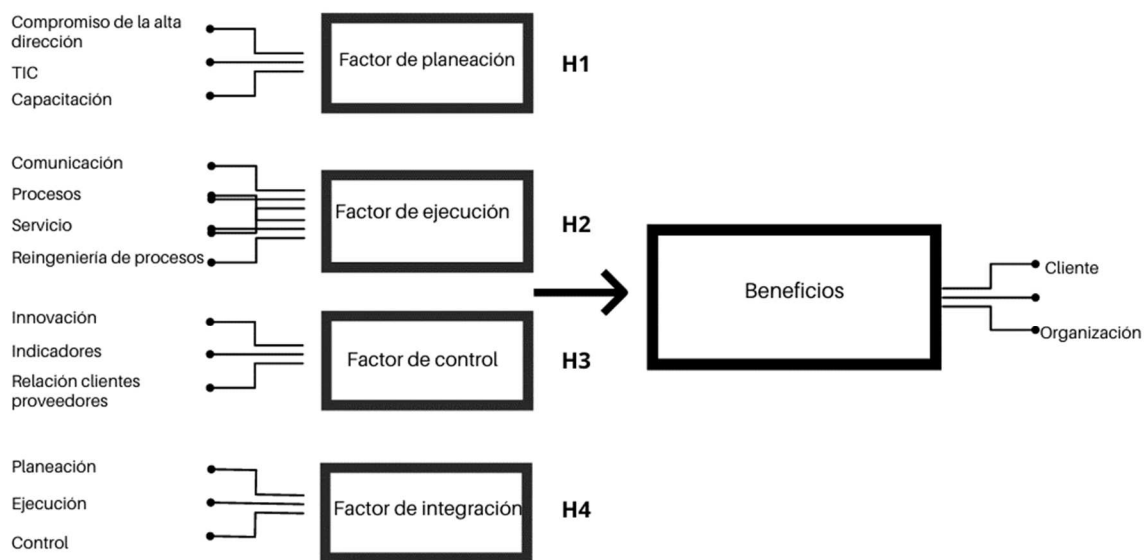 Compromiso de la alta
dirección
TIC
Capacitación
Factor de planeación
H1
Comunicación
Procesos
Servicio
Reingeniería de procesos
Factor de ejecución
H2
Innovación
Indicadores
Relación clientes
proveedores
Factor de control
H3
Planeación
Ejecución
Control
Factor de integración
H4
Beneficios
Cliente
Organización